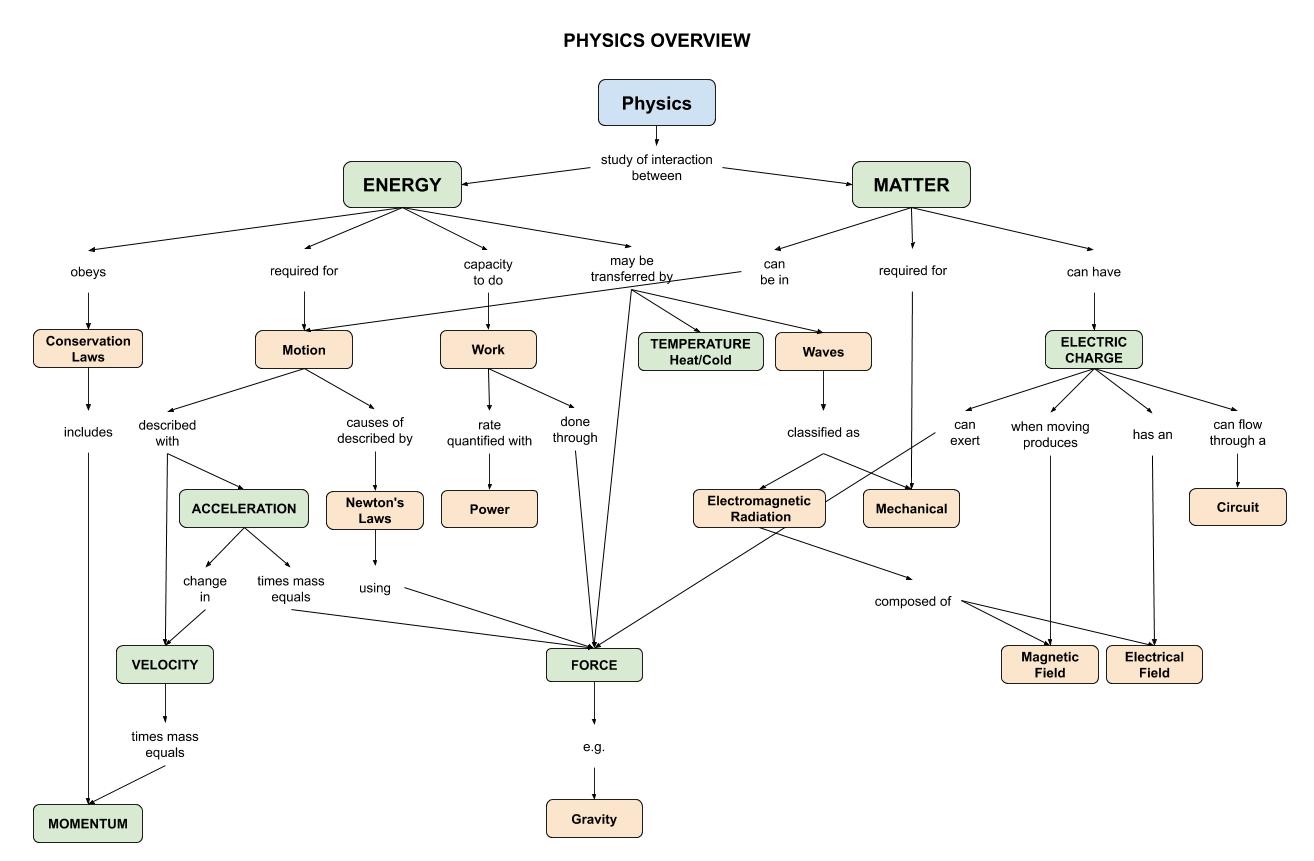 PHYSICS OVERVIEW
Physics
study of interaction
between
ENERGY
MATTER
obeys
required for
capacity
to do
may be
transferred by
can
be in
required for
can have
Conservation
Laws
Motion
Work
TEMPERATURE
Heat/Cold
Waves
ELECTRIC
CHARGE
includes
described
with
causes of
described by
rate
quantified with
done
through
classified as
can
exert
when moving
produces
has an
can flow
through a
ACCELERATION
Newton's
Laws
Power
Electromagnetic
Radiation
Mechanical
Circuit
change
in
times mass
equals
using
composed of
VELOCITY
FORCE
Magnetic
Field
Electrical
Field
times mass
equals
e.g.
MOMENTUM
Gravity